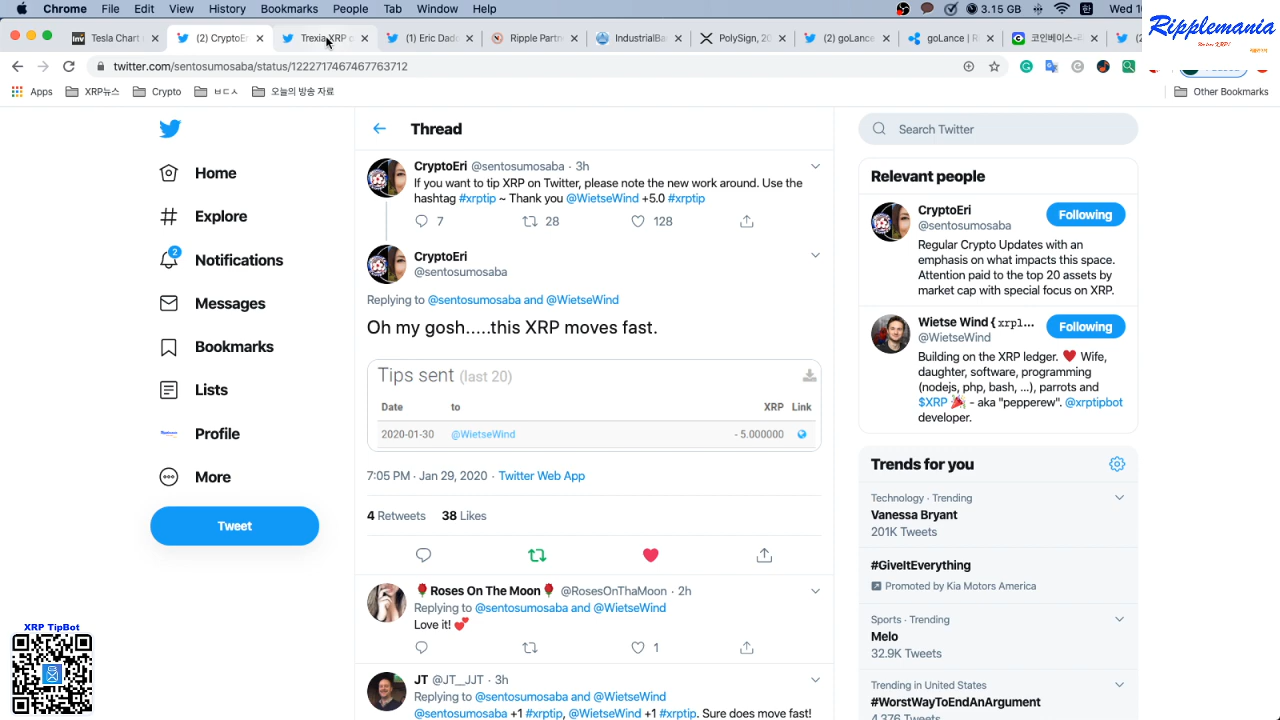 Chrome File Edit View History Bookmarks People Tab Window Help
3.15 GB
Wed 1
Ripplemania
Tesla Chart
(2) CryptoEr
Trexia XRP
(1) Eric Dad
Ripple Partn
IndustrialBa
PolySign, 20
(2) goLance
goLance | R
코인베이스-
twitter.com/sentosumosaba/status/1222717467467763712
Apps
XRP뉴스
Crypto
ㅂㄷㅅ
오늘의 방송 자료
Other Bookmarks
Home
Explore
2
Notifications
Messages
Bookmarks
Lists
Profile
More
Tweet
XRP TipBot
Thread
CryptoEri @sentosumosaba · 3h
If you want to tip XRP on Twitter, please note the new work around. Use the
hashtag #xrptip ~ Thank you @WietseWind +5.0 #xrptip
7 28 128
CryptoEri
@sentosumosaba
Replying to @sentosumosaba and @WietseWind
Oh my gosh.....this XRP moves fast.
Tips sent (last 20)
Date to XRP Link
2020-01-30 @WietseWind - 5.000000
7:05 PM · Jan 29, 2020 · Twitter Web App
4 Retweets 38 Likes
🌹Roses On The Moon🌹 @RosesOnThaMoon · 2h
Replying to @sentosumosaba and @WietseWind
Love it! 💕
1
JT @JT__JJT · 3h
Replying to @sentosumosaba and @WietseWind
@sentosumosaba +1 #xrptip, @WietseWind +1 #xrptip. Sure does move fast!
Search Twitter
Relevant people
CryptoEri
@sentosumosaba
Following
Regular Crypto Updates with an
emphasis on what impacts this space.
Attention paid to the top 20 assets by
market cap with special focus on XRP.
Wietse Wind { xrpl...
@WietseWind
Following
Building on the XRP ledger. ❤️ Wife,
daughter, software, programming
(nodejs, php, bash, ...), parrots and
$XRP 🎉 - aka "pepperew". @xrptipbot
developer.
Trends for you
Technology · Trending
Vanessa Bryant
201K Tweets
#GiveItEverything
Promoted by Kia Motors America
Sports · Trending
Melo
32.9K Tweets
Trending in United States
#WorstWayToEndAnArgument
4,376 Tweets